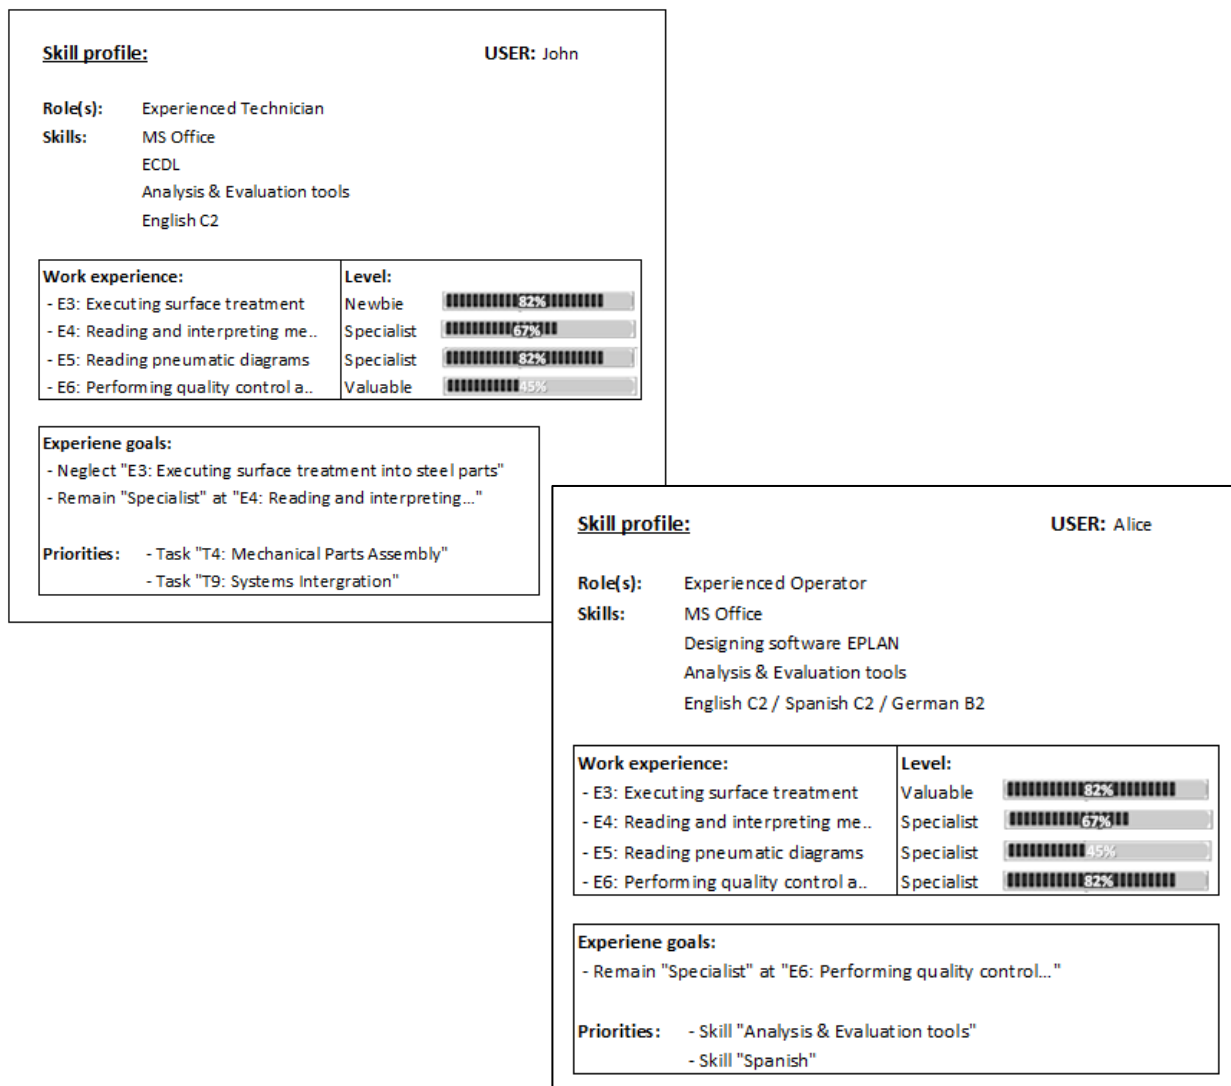 Skill profile: USER: John
Role(s): Experienced Technician
Skills: MS Office
ECDL
Analysis & Evaluation tools
English C2
Work experience: Level:
- E3: Executing surface treatment Newbie 82%
- E4: Reading and interpreting me.. Specialist 67%
- E5: Reading pneumatic diagrams Specialist 82%
- E6: Performing quality control a.. Valuable 45%
Experiene goals:
- Neglect "E3: Executing surface treatment into steel parts"
- Remain "Specialist" at "E4: Reading and interpreting..."
Priorities: - Task "T4: Mechanical Parts Assembly"
- Task "T9: Systems Intergration"
Skill profile: USER: Alice
Role(s): Experienced Operator
Skills: MS Office
Designing software EPLAN
Analysis & Evaluation tools
English C2 / Spanish C2 / German B2
Work experience: Level:
- E3: Executing surface treatment Valuable 82%
- E4: Reading and interpreting me.. Specialist 67%
- E5: Reading pneumatic diagrams Specialist 45%
- E6: Performing quality control a.. Specialist 82%
Experiene goals:
- Remain "Specialist" at "E6: Performing quality control..."
Priorities: - Skill "Analysis & Evaluation tools"
- Skill "Spanish"